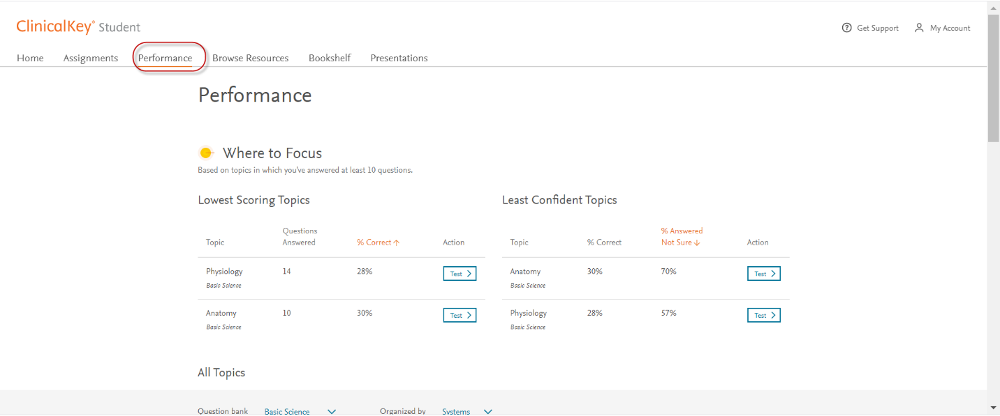 ClinicalKey® Student
Get Support My Account
Home Assignments Performance Browse Resources Bookshelf Presentations
Performance
Where to Focus
Based on topics in which you've answered at least 10 questions.
Lowest Scoring Topics
Topic Questions Answered % Correct ↑ Action
Physiology 14 28% Test >
Basic Science
Anatomy 10 30% Test >
Basic Science
Least Confident Topics
Topic % Correct % Answered Not Sure ↓ Action
Anatomy 30% 70% Test >
Basic Science
Physiology 28% 57% Test >
Basic Science
All Topics
Question bank Basic Science Organized by Systems